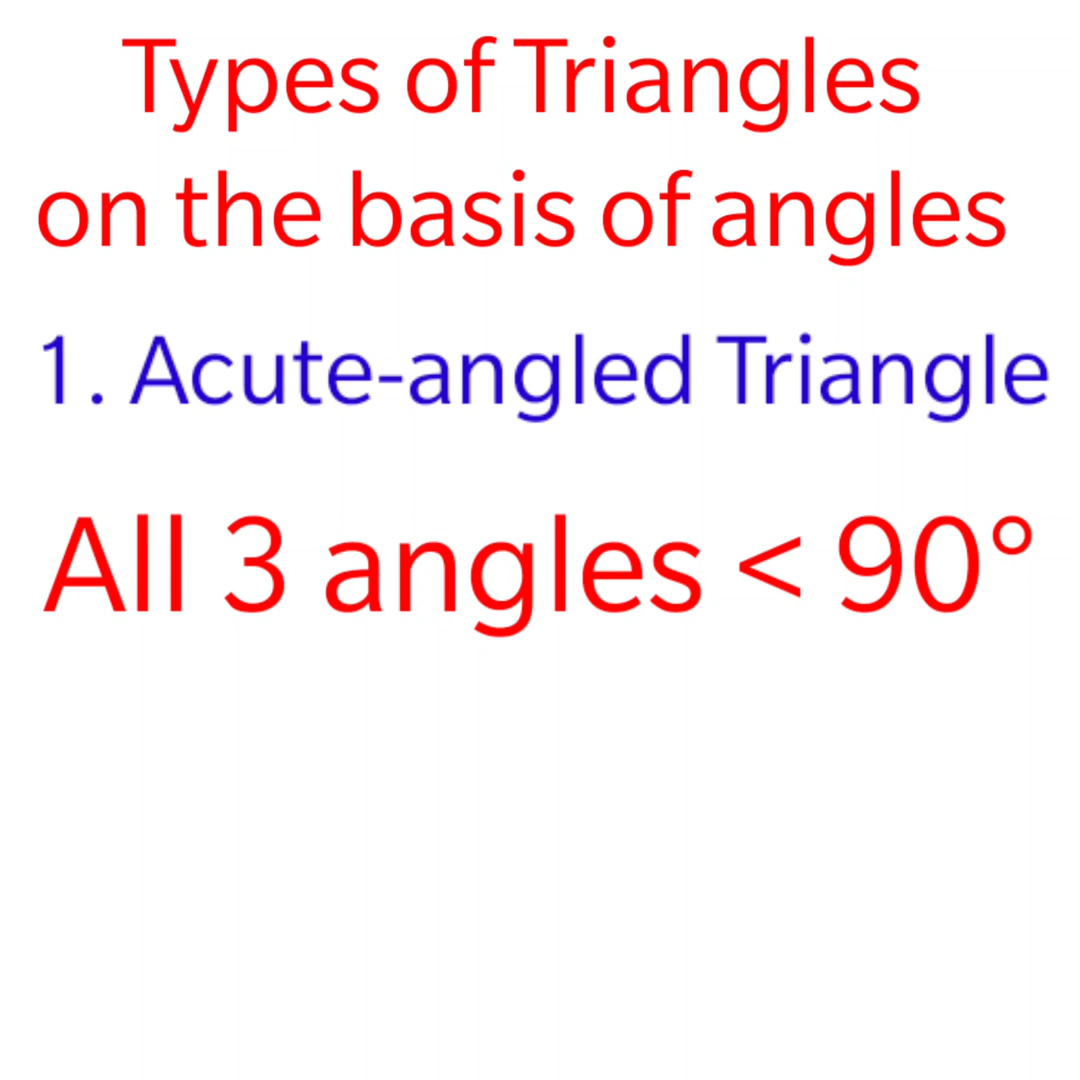 Types of Triangles
on the basis of angles
1. Acute-angled Triangle
All 3 angles < 90°